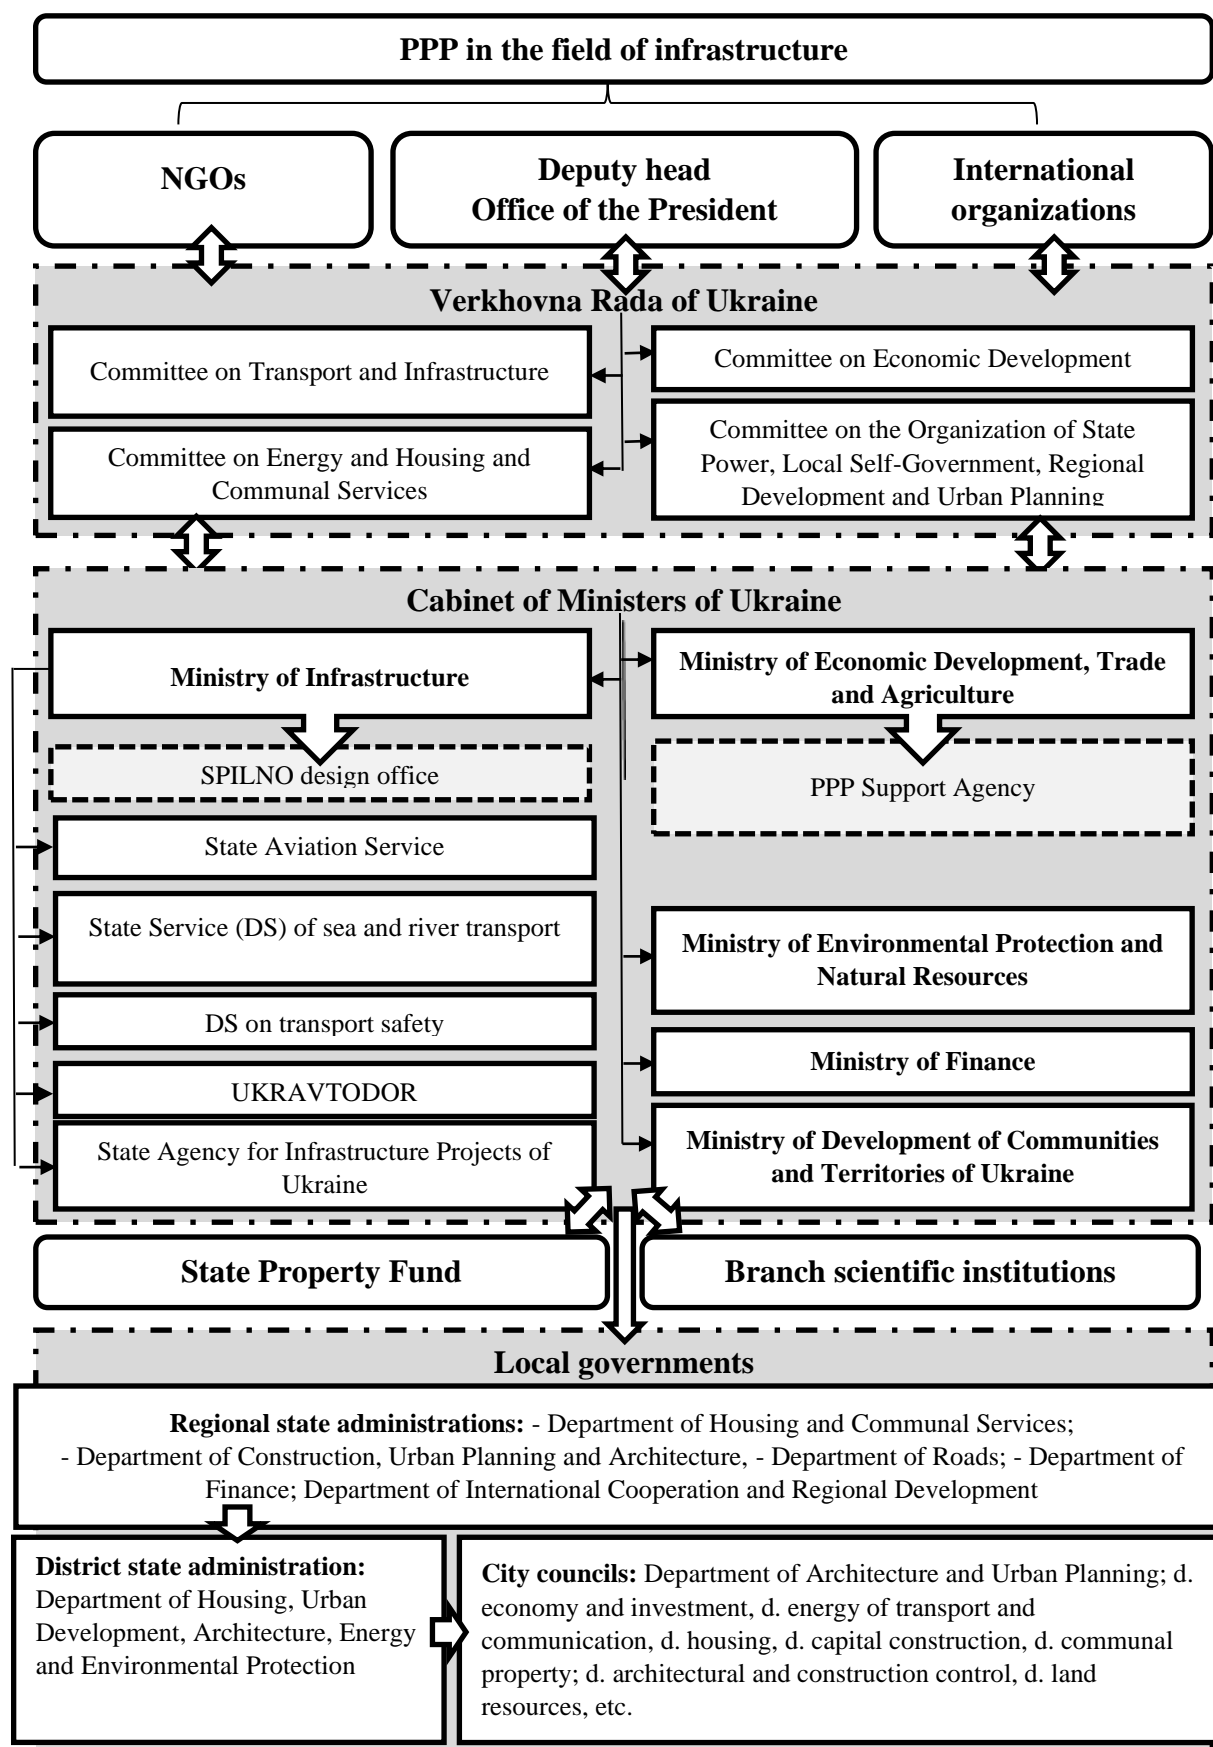 PPP in the field of infrastructure
NGOs
Deputy head
Office of the President
International
organizations
Verkhovna Rada of Ukraine
Committee on Transport and Infrastructure
Committee on Economic Development
Committee on Energy and Housing and
Communal Services
Committee on the Organization of State
Power, Local Self-Government, Regional
Development and Urban Planning
Cabinet of Ministers of Ukraine
Ministry of Infrastructure
Ministry of Economic Development, Trade
and Agriculture
SPILNO design office
PPP Support Agency
State Aviation Service
State Service (DS) of sea and river transport
Ministry of Environmental Protection and
Natural Resources
DS on transport safety
Ministry of Finance
UKRAVTODOR
State Agency for Infrastructure Projects of
Ukraine
Ministry of Development of Communities
and Territories of Ukraine
State Property Fund
Branch scientific institutions
Local governments
Regional state administrations: - Department of Housing and Communal Services;
- Department of Construction, Urban Planning and Architecture, - Department of Roads; - Department of
Finance; Department of International Cooperation and Regional Development
District state administration:
Department of Housing, Urban
Development, Architecture, Energy
and Environmental Protection
City councils: Department of Architecture and Urban Planning; d.
economy and investment, d. energy of transport and
communication, d. housing, d. capital construction, d. communal
property; d. architectural and construction control, d. land
resources, etc.